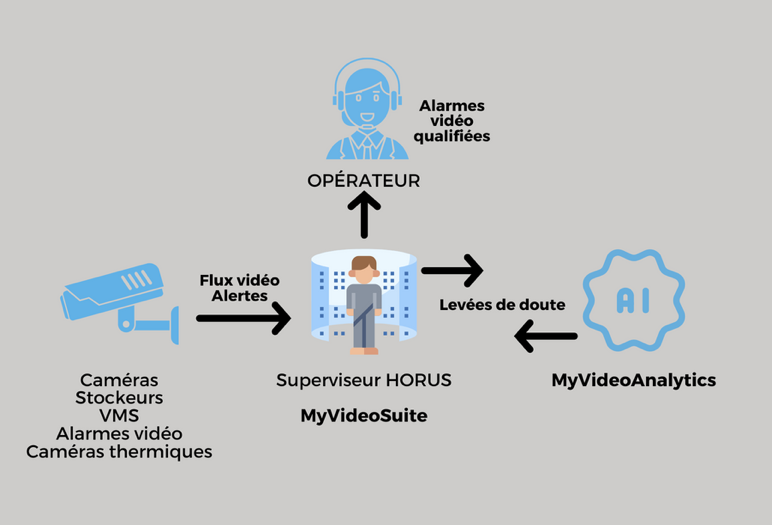 Alarmes
vidéo
qualifiées
OPÉRATEUR
Flux vidéo
Alertes
Levées de doute
AI
Caméras
Stockeurs
VMS
Alarmes vidéo
Caméras thermiques
Superviseur HORUS
MyVideoSuite
MyVideoAnalytics